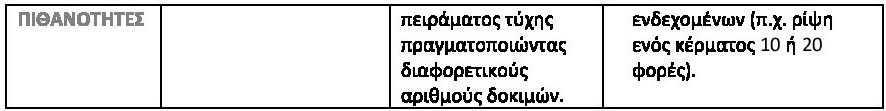 ΠΙΘΑΝΟΤΗΤΕΣ
πειράματος τύχης
πραγματοποιώντας
διαφορετικούς
αριθμούς δοκιμών.
ενδεχομένων (π.χ. ρίψη
ενός κέρματος 10 ή 20
φορές).